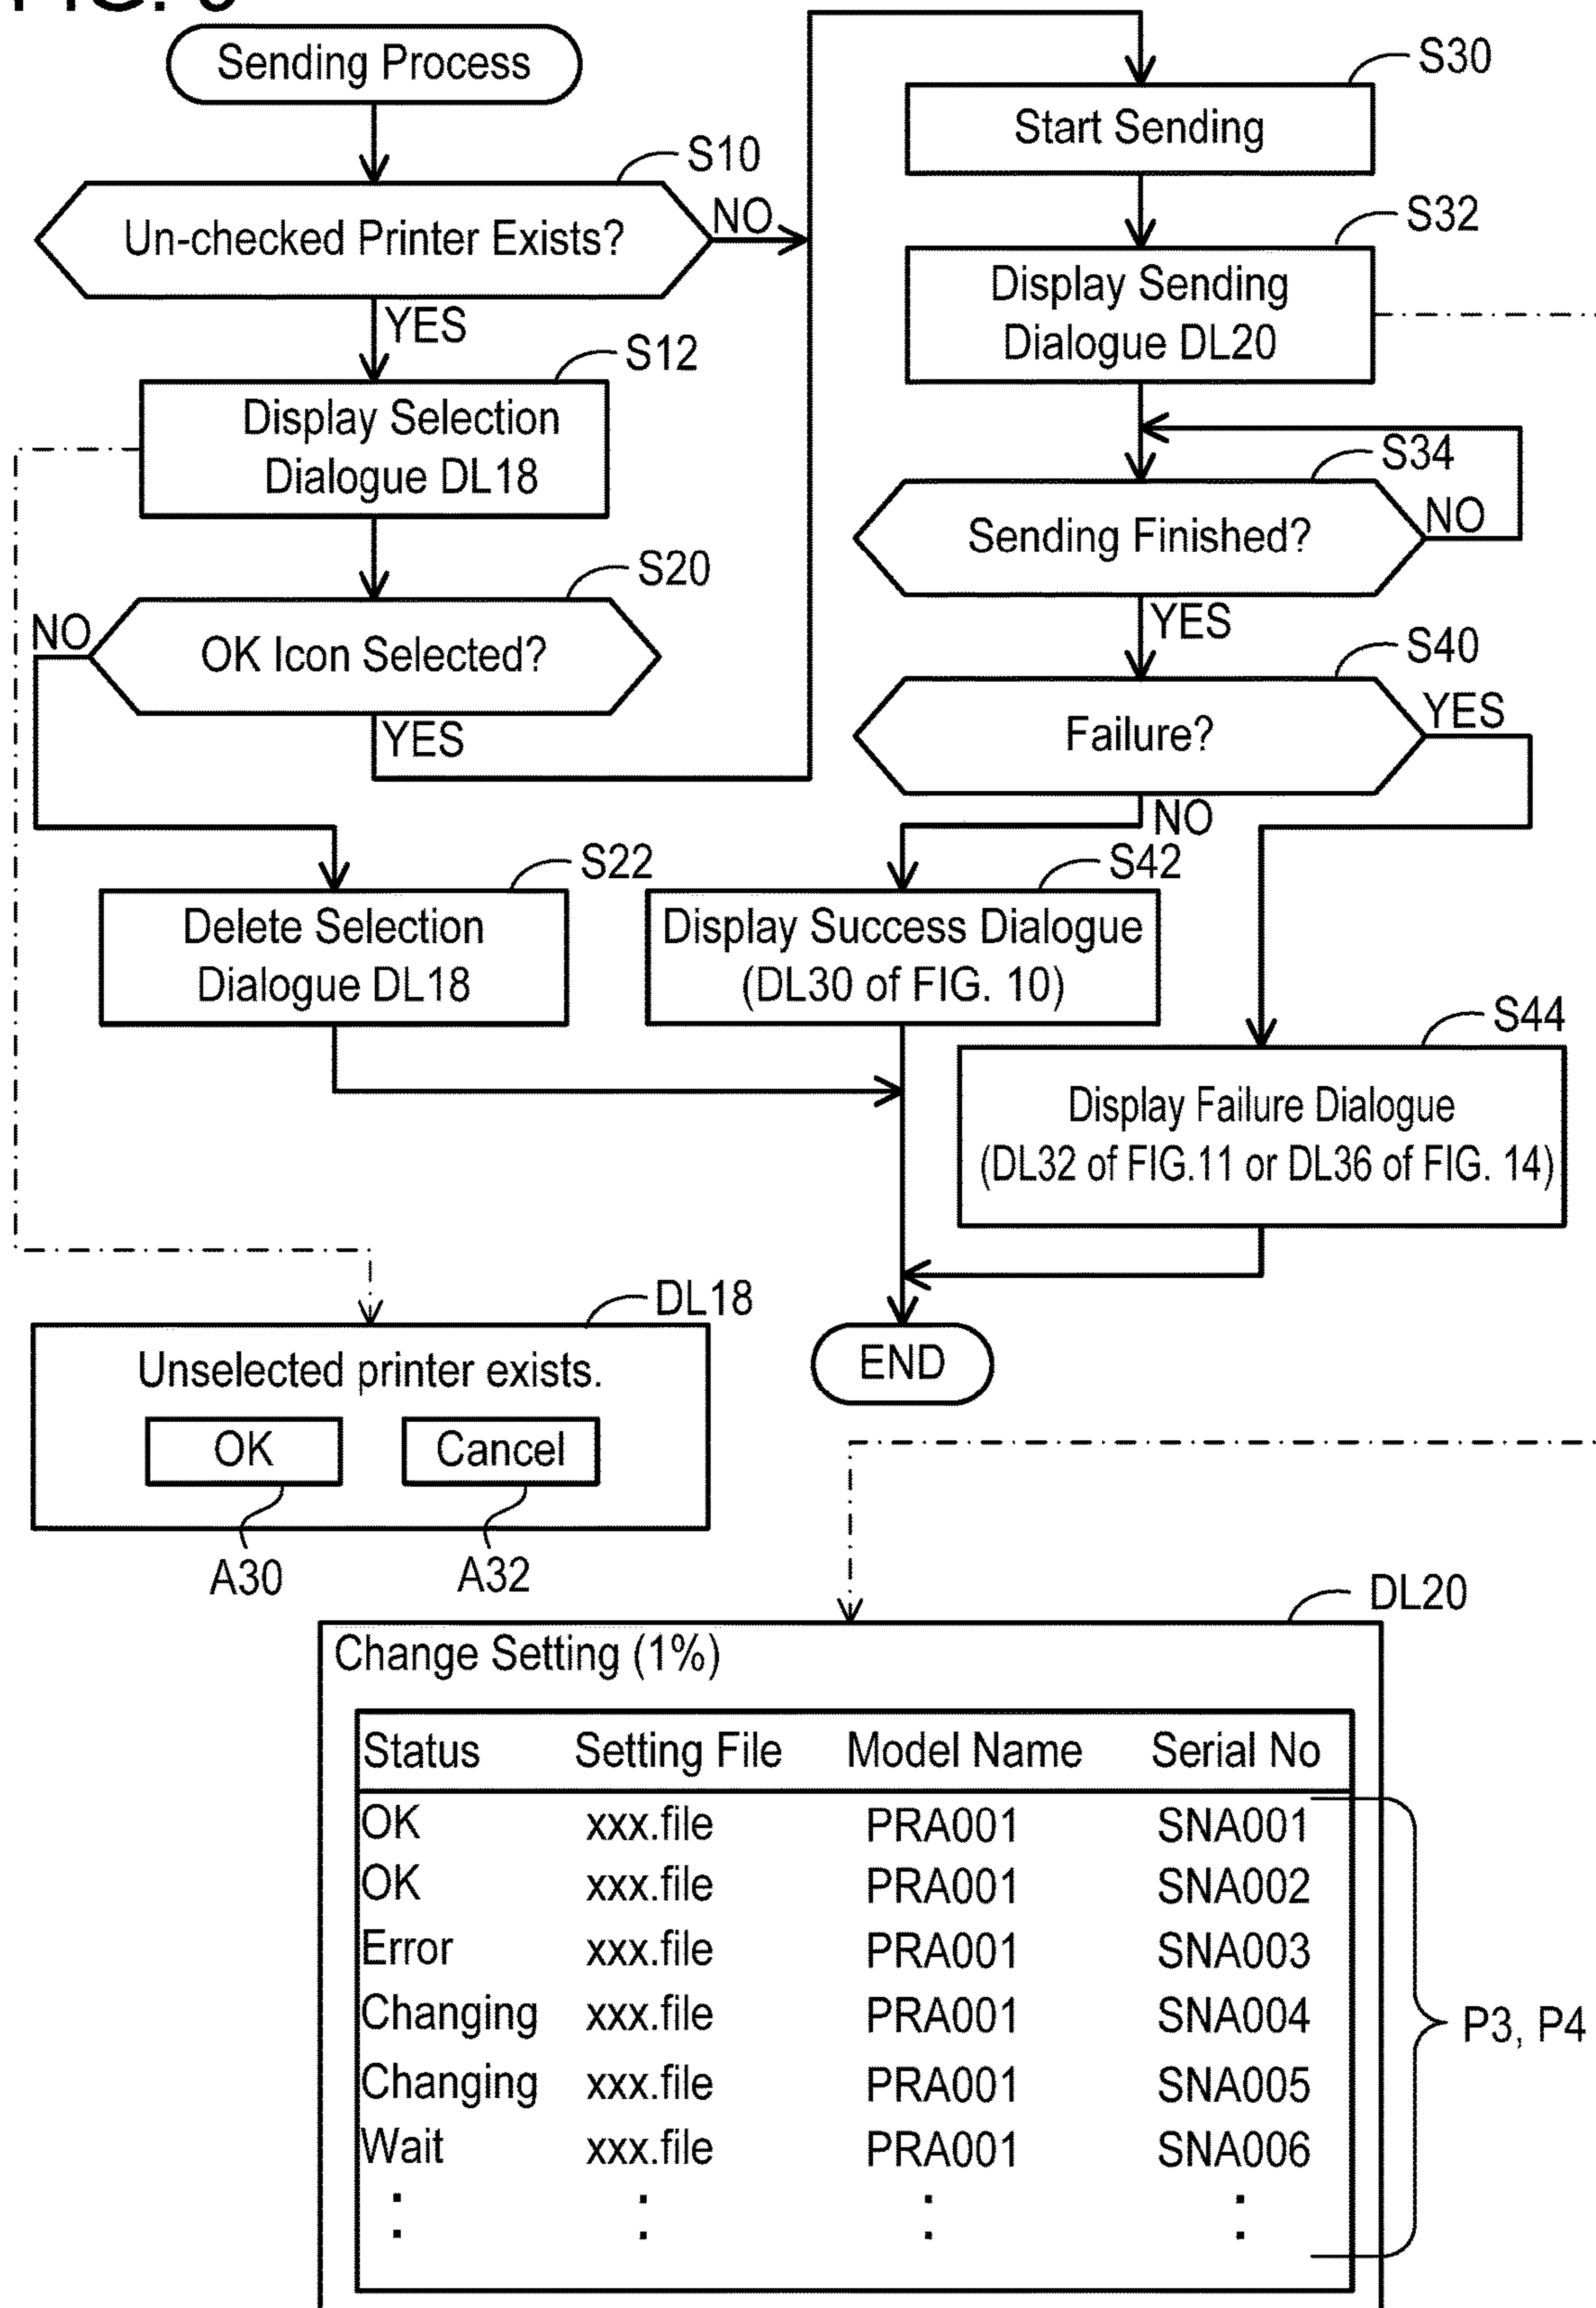 Sending Process
S10
Un-checked Printer Exists?
NO
YES
S12
Display Selection
Dialogue DL18
S20
NO
OK Icon Selected?
YES
S22
Delete Selection
Dialogue DL18
S30
Start Sending
S32
Display Sending
Dialogue DL20
S34
Sending Finished?
NO
YES
S40
Failure?
YES
NO
S42
Display Success Dialogue
(DL30 of FIG. 10)
S44
Display Failure Dialogue
(DL32 of FIG.11 or DL36 of FIG. 14)
END
DL18
Unselected printer exists.
OK Cancel
A30 A32
DL20
Change Setting (1%)
Status Setting File Model Name Serial No
OK xxx.file PRA001 SNA001
OK xxx.file PRA001 SNA002
Error xxx.file PRA001 SNA003
Changing xxx.file PRA001 SNA004
Changing xxx.file PRA001 SNA005
Wait xxx.file PRA001 SNA006
: : : :
: : : :
P3, P4